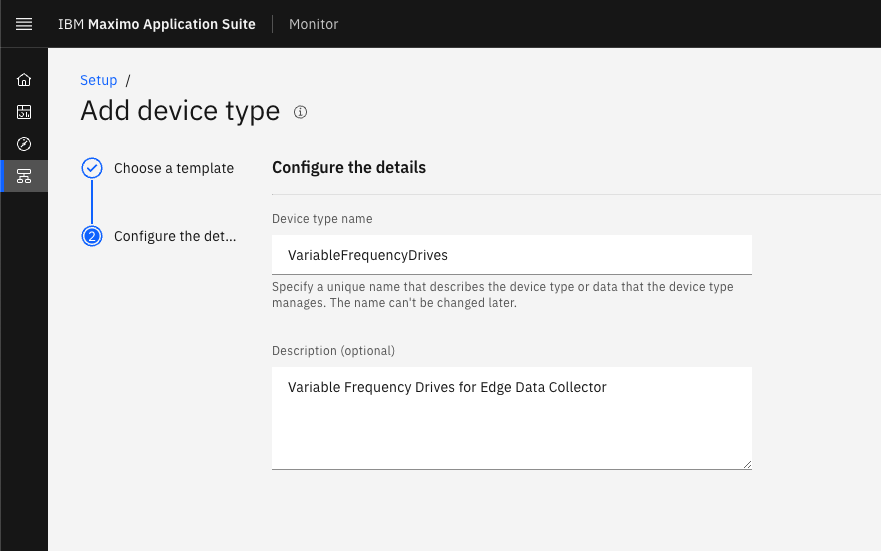 IBM Maximo Application Suite Monitor
Setup /
Add device type
Choose a template
2 Configure the det...
Configure the details
Device type name
VariableFrequencyDrives
Specify a unique name that describes the device type or data that the device type
manages. The name can't be changed later.
Description (optional)
Variable Frequency Drives for Edge Data Collector